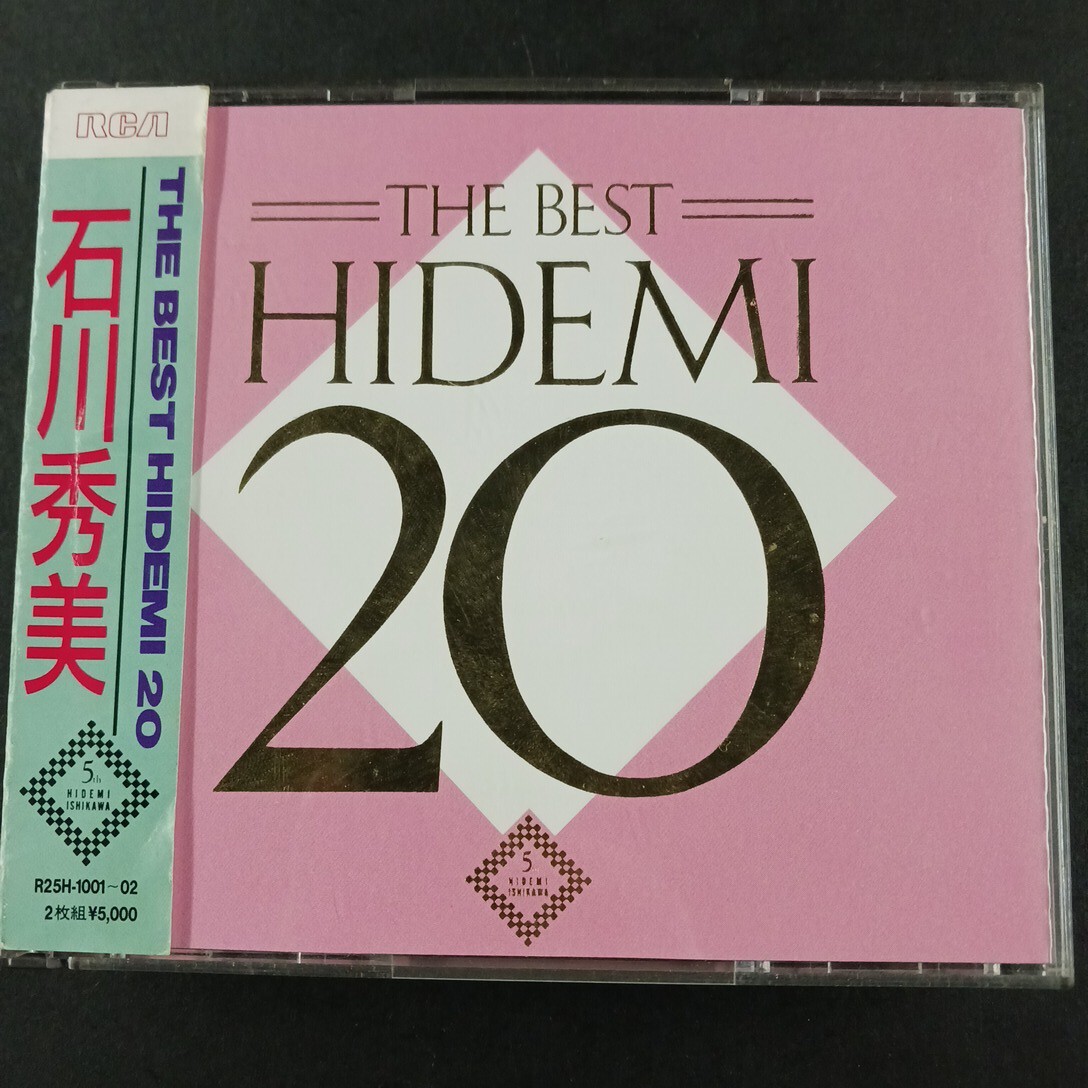 RCA
THE BEST HIDEMI 20
石川秀美
5th
HIDEMI
ISHIKAWA
R25H-1001~02
2枚組¥5,000
THE BEST
HIDEMI
20
5th
HIDEMI
ISHIKAWA